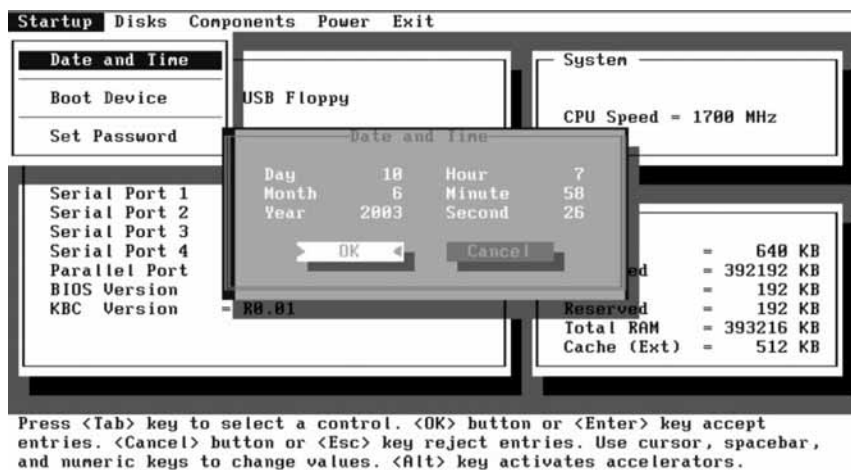 Startup Disks Components Power Exit
Date and Time
Boot Device
Set Password
USB Floppy
System
CPU Speed = 1700 MHz
Date and Time
Day 10 Hour 7
Month 6 Minute 58
Year 2003 Second 26
OK Cancel
Serial Port 1
Serial Port 2
Serial Port 3
Serial Port 4
Parallel Port
BIOS Version
KBC Version = R0.01
= 640 KB
= 392192 KB
= 192 KB
Reserved = 192 KB
Total RAM = 393216 KB
Cache (Ext) = 512 KB
Press <Tab> key to select a control. <OK> button or <Enter> key accept
entries. <Cancel> button or <Esc> key reject entries. Use cursor, spacebar,
and numeric keys to change values. <Alt> key activates accelerators.